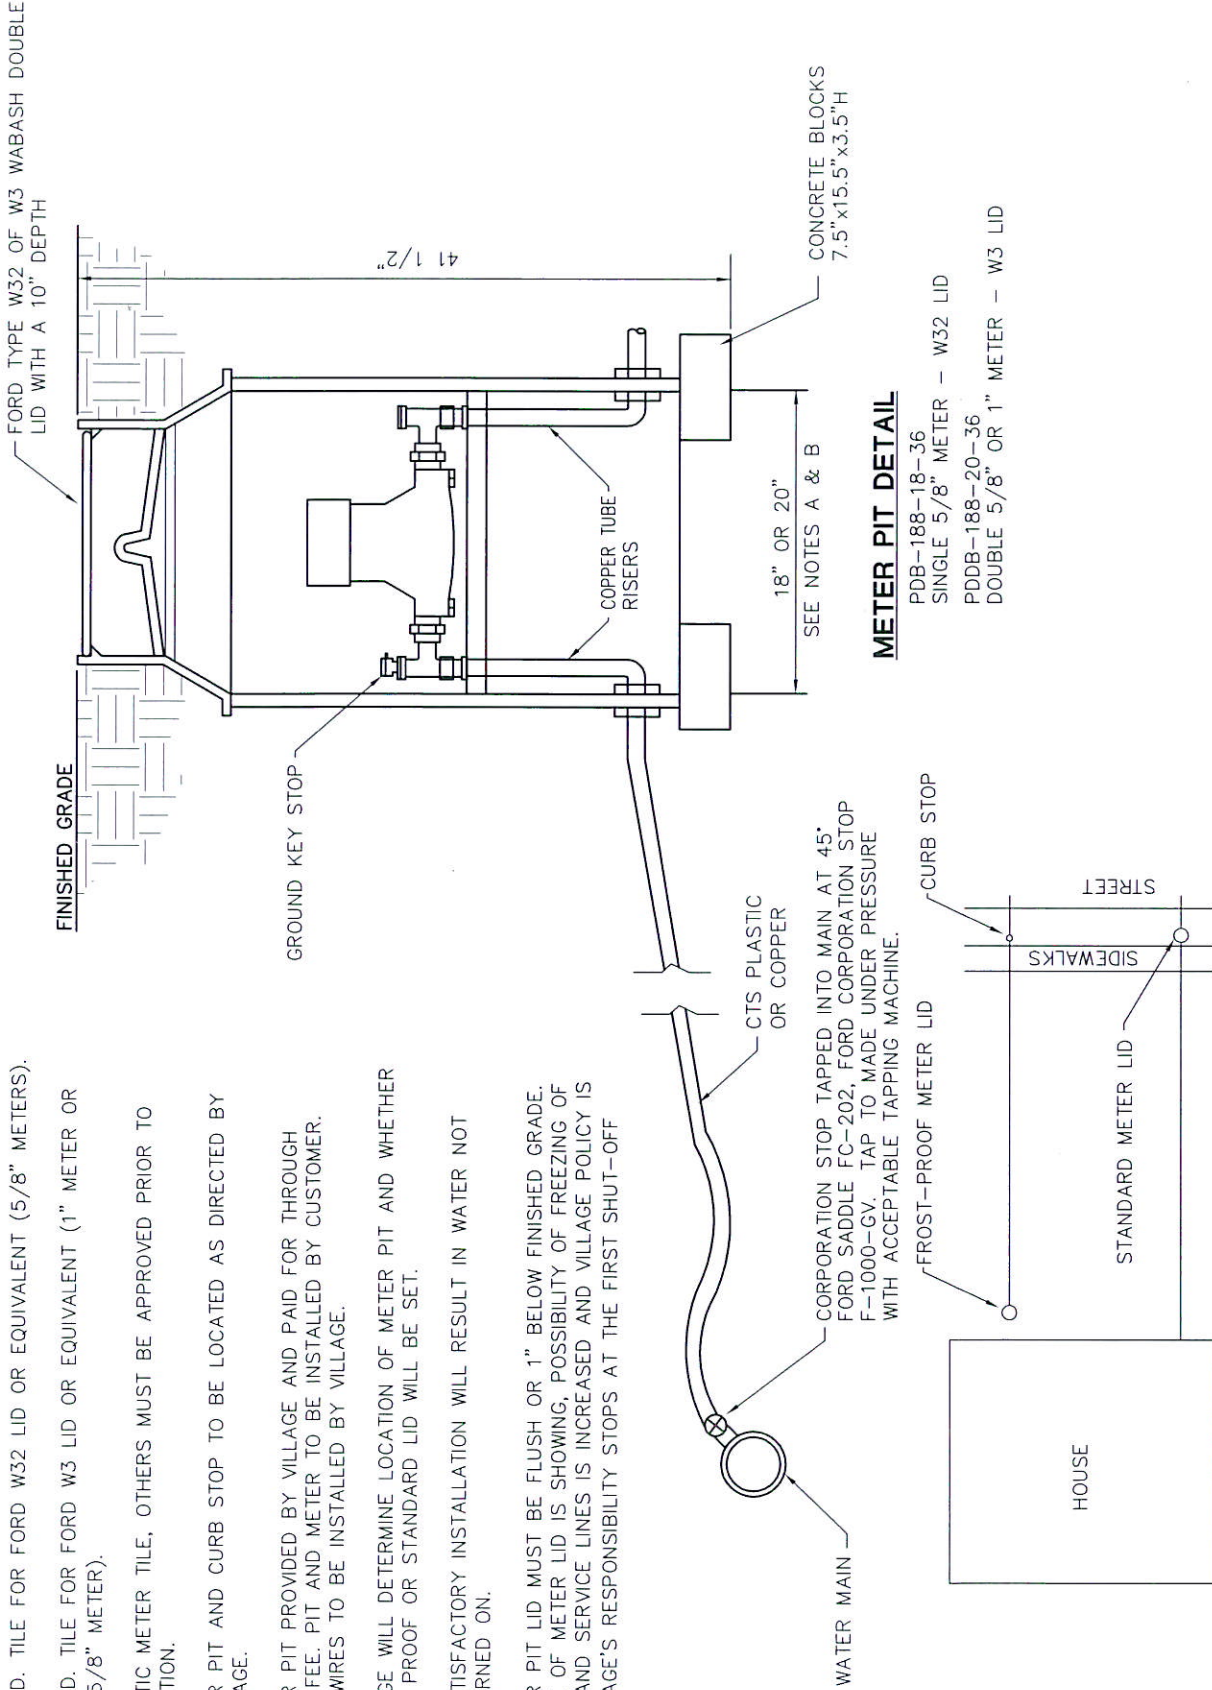 D. TILE FOR FORD W32 LID OR EQUIVALENT (5/8" METERS).
D. TILE FOR FORD W3 LID OR EQUIVALENT (1" METER OR
5/8" METER).
TIC METER TILE, OTHERS MUST BE APPROVED PRIOR TO
TION.
R PIT AND CURB STOP TO BE LOCATED AS DIRECTED BY
AGE.
R PIT PROVIDED BY VILLAGE AND PAID FOR THROUGH
FEE. PIT AND METER TO BE INSTALLED BY CUSTOMER.
WIRES TO BE INSTALLED BY VILLAGE.
GE WILL DETERMINE LOCATION OF METER PIT AND WHETHER
PROOF OR STANDARD LID WILL BE SET.
TISFACTORY INSTALLATION WILL RESULT IN WATER NOT
RNED ON.
R PIT LID MUST BE FLUSH OR 1" BELOW FINISHED GRADE.
OF METER LID IS SHOWING, POSSIBILITY OF FREEZING OF
AND SERVICE LINES IS INCREASED AND VILLAGE POLICY IS
AGE'S RESPONSIBILITY STOPS AT THE FIRST SHUT-OFF
FORD TYPE W32 OF W3 WABASH DOUBLE
LID WITH A 10" DEPTH
FINISHED GRADE
41 1/2"
GROUND KEY STOP
COPPER TUBE
RISERS
CONCRETE BLOCKS
7.5"x15.5"x3.5"H
18" OR 20"
SEE NOTES A & B
METER PIT DETAIL
PDB-188-18-36
SINGLE 5/8" METER - W32 LID
PDDB-188-20-36
DOUBLE 5/8" OR 1" METER - W3 LID
CTS PLASTIC
OR COPPER
CORPORATION STOP TAPPED INTO MAIN AT 45°
FORD SADDLE FC-202, FORD CORPORATION STOP
F-1000-GV. TAP TO MADE UNDER PRESSURE
WITH ACCEPTABLE TAPPING MACHINE.
WATER MAIN
FROST-PROOF METER LID
CURB STOP
STREET
SIDEWALKS
STANDARD METER LID
HOUSE